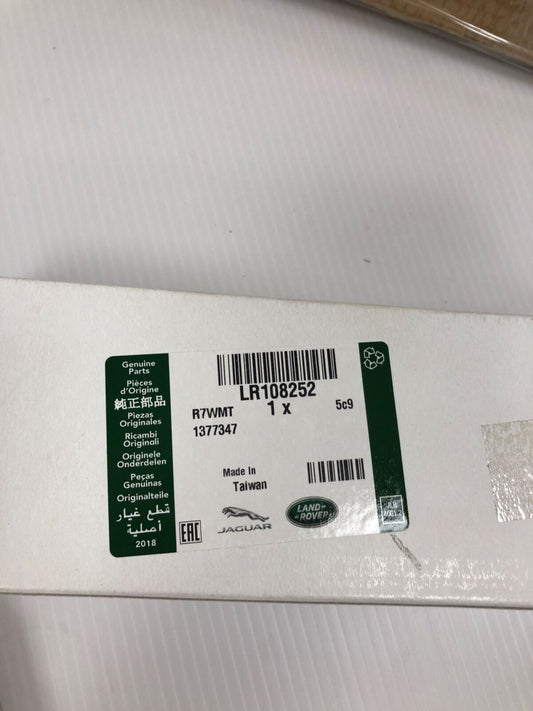 Genuine
Parts
Pièces
d'Origine
純正部品
Piezas
Originales
Ricambi
Originali
Originele
Onderdelen
Peças
Genuinas
Originalteile
قطع غيار
أصلية
2018
LR108252
R7WMT
1 x
5c9
1377347
Made In
Taiwan
EAC
JAGUAR
LAND
ROVER